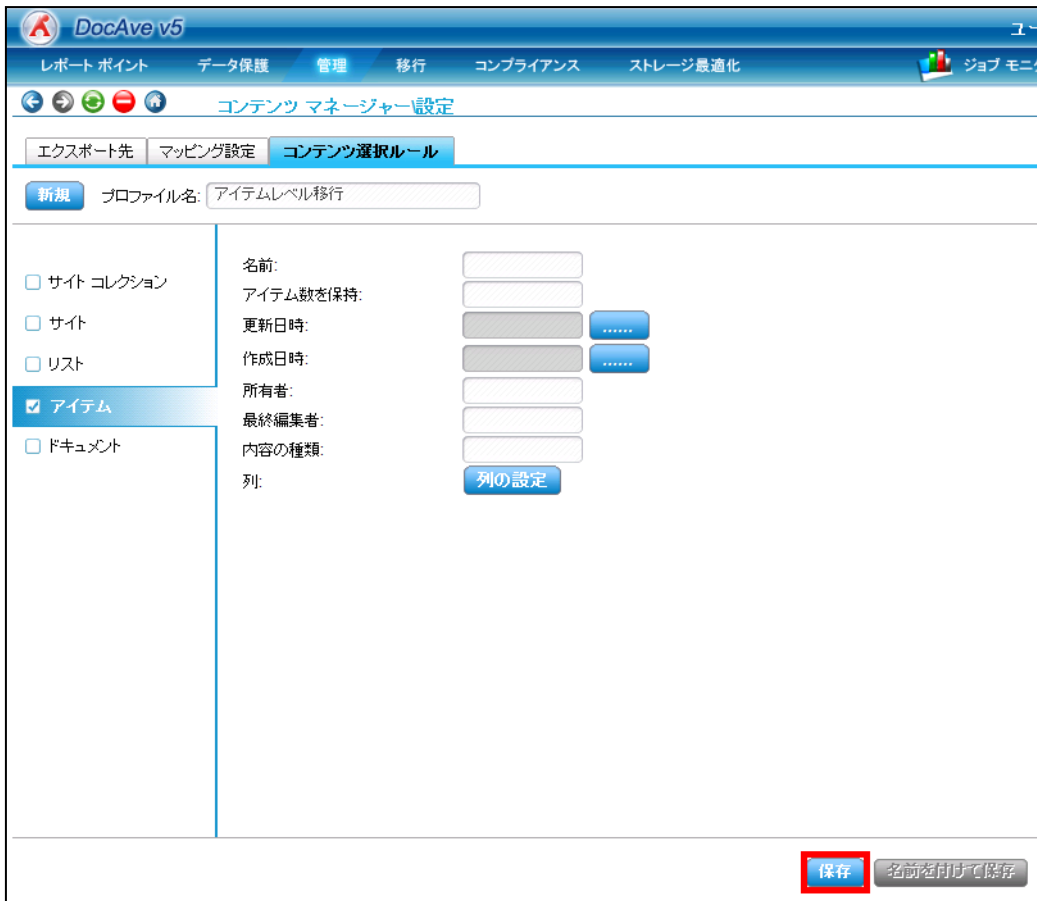 DocAve v5
ユー
レポート ポイント データ保護 管理 移行 コンプライアンス ストレージ最適化 ジョブ モニタ
コンテンツ マネージャー\設定
エクスポート先 マッピング設定 コンテンツ選択ルール
新規 プロファイル名: アイテムレベル移行
サイト コレクション
サイト
リスト
アイテム
ドキュメント
名前:
アイテム数を保持:
更新日時: ......
作成日時: ......
所有者:
最終編集者:
内容の種類:
列: 列の設定
保存 名前を付けて保存